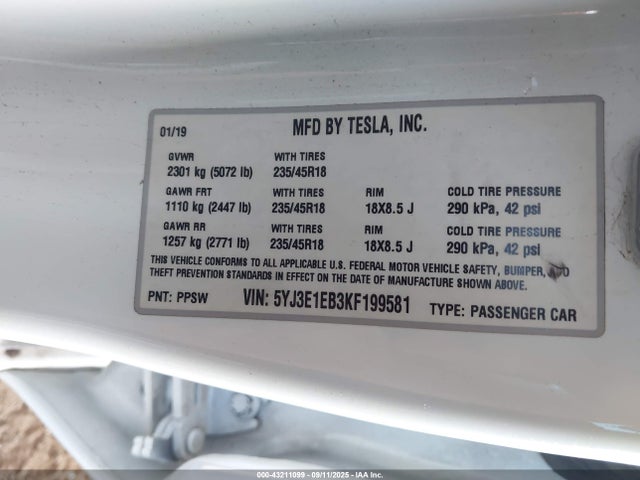 01/19 MFD BY TESLA, INC.
GVWR WITH TIRES
2301 kg (5072 lb) 235/45R18
GAWR FRT WITH TIRES RIM COLD TIRE PRESSURE
1110 kg (2447 lb) 235/45R18 18X8.5 J 290 kPa, 42 psi
GAWR RR WITH TIRES RIM COLD TIRE PRESSURE
1257 kg (2771 lb) 235/45R18 18X8.5 J 290 kPa, 42 psi
THIS VEHICLE CONFORMS TO ALL APPLICABLE U.S. FEDERAL MOTOR VEHICLE SAFETY, BUMPER, AND
THEFT PREVENTION STANDARDS IN EFFECT ON THE DATE OF MANUFACTURE SHOWN ABOVE.
PNT: PPSW VIN: 5YJ3E1EB3KF199581 TYPE: PASSENGER CAR
000-43211099 - 09/11/2025 - IAA Inc.